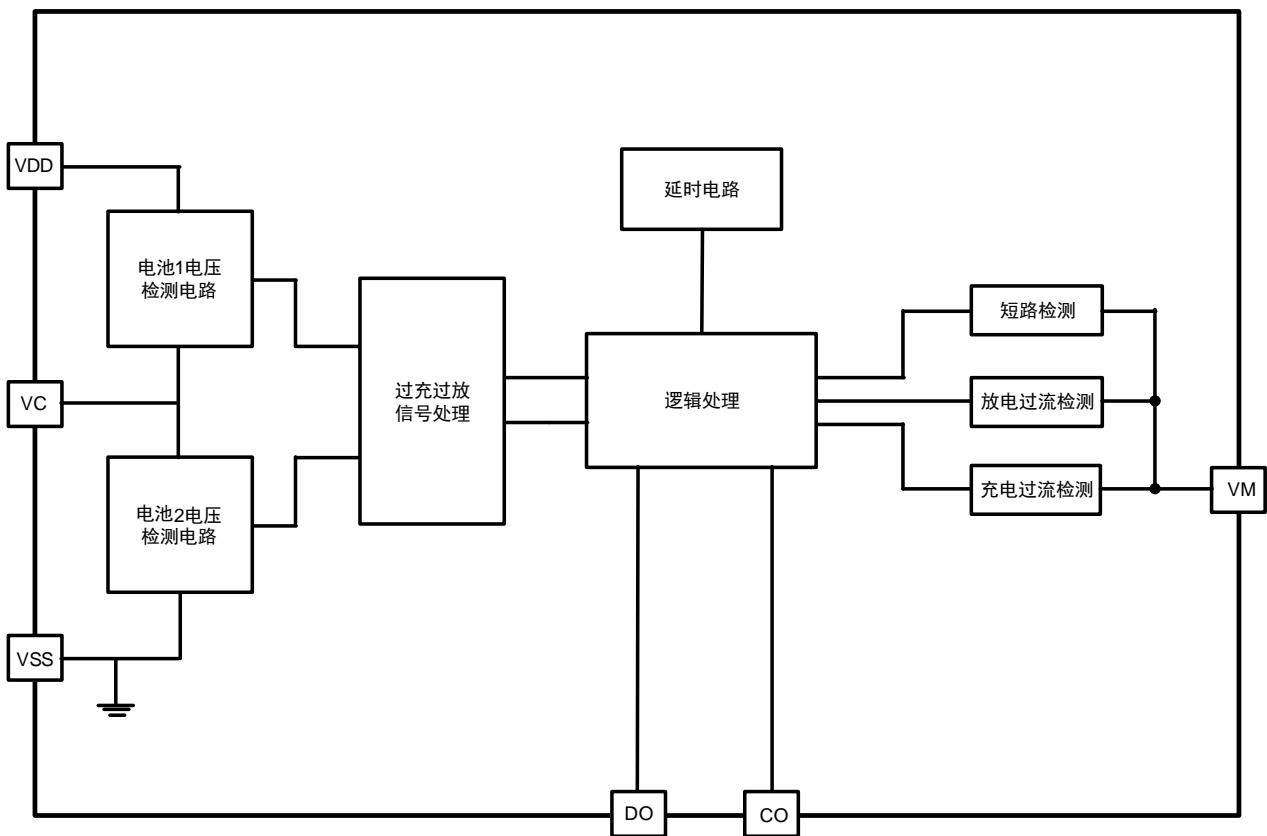 VDD
延时电路
电池1电压
检测电路
短路检测
过充过放
信号处理
逻辑处理
放电过流检测
VC
充电过流检测
VM
电池2电压
检测电路
VSS
DO
CO